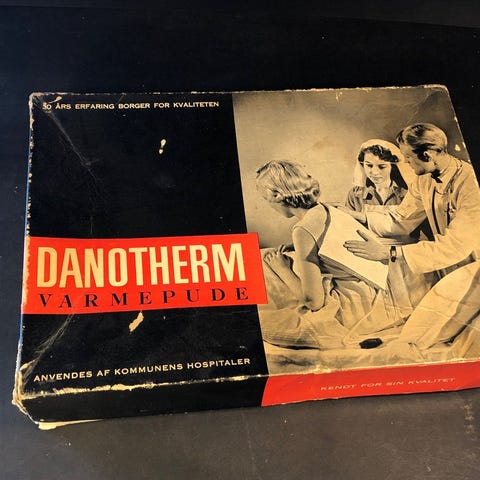 30 ÅRS ERFARING BORGER FOR KVALITETEN
DANOTHERM
VARMEPUDE
ANVENDES AF KOMMUNENS HOSPITALER
KENDT FOR SIN KVALITET